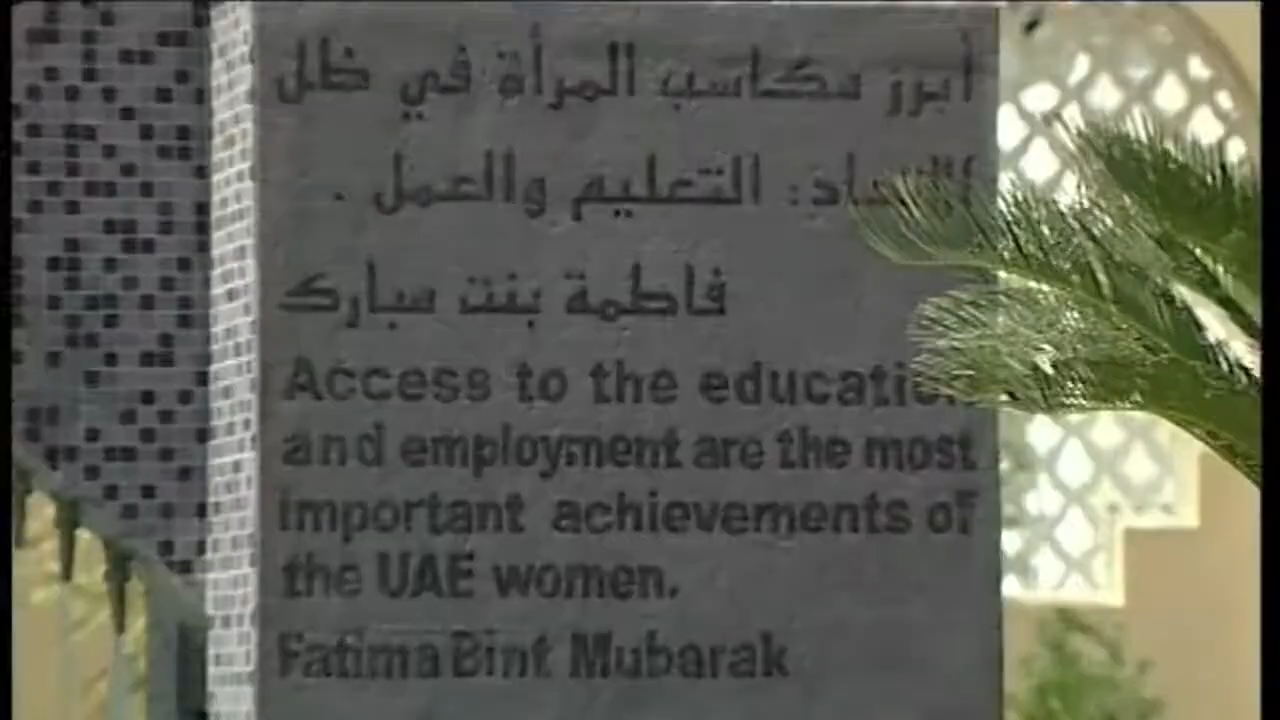 أبرز مكاسب المرأة في ظل
التعليم والعمل .
فاطمة بنت مبارك
Access to the
and employment are the most
important achievements of
the UAE women.
Fatima Bint Mubarak